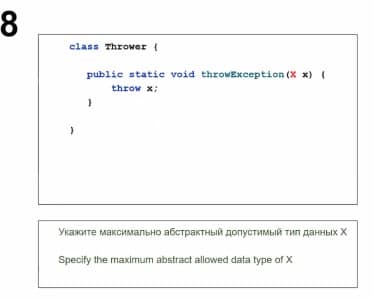 8
class Thrower {
public static void throwException(X x) {
throw x;
}
}
Укажите максимально абстрактный допустимый тип данных X
Specify the maximum abstract allowed data type of X